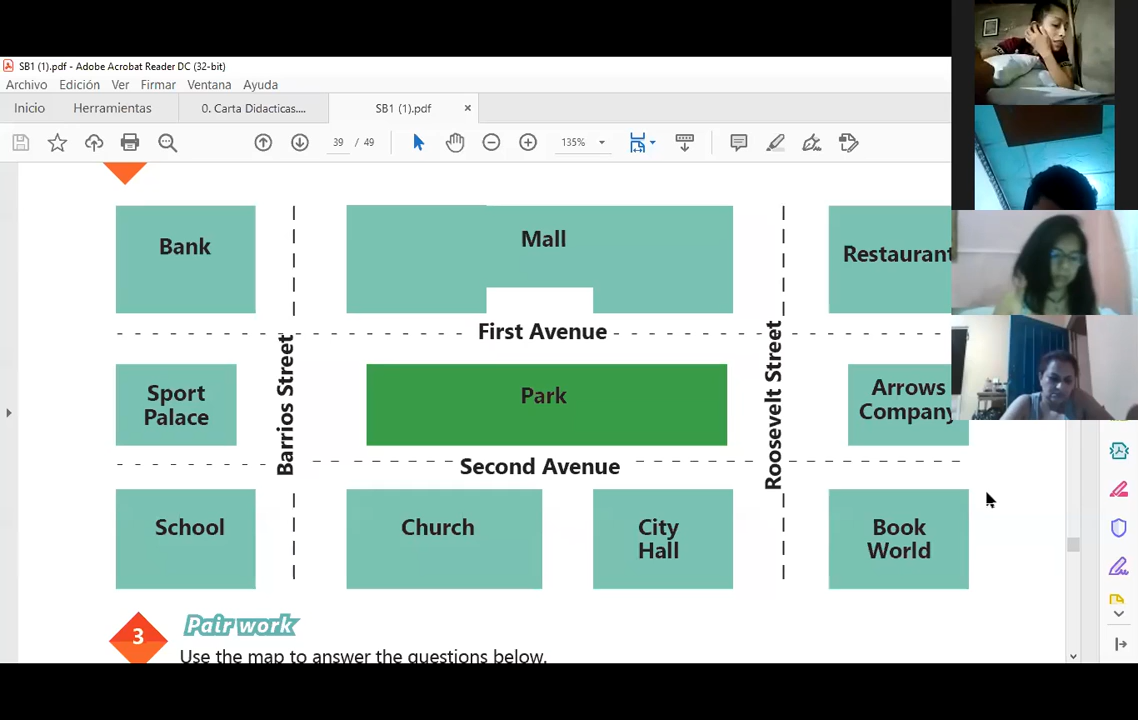 SB1 (1).pdf - Adobe Acrobat Reader DC (32-bit)
Archivo Edición Ver Firmar Ventana Ayuda
Inicio Herramientas 0. Carta Didacticas.... SB1 (1).pdf ×
39 / 49 135%
Bank Mall Restaurant
First Avenue
Barrios Street
Roosevelt Street
Sport Palace
Park
Arrows Company
Second Avenue
School Church City Hall Book World
3 Pair work
Use the map to answer the questions below.